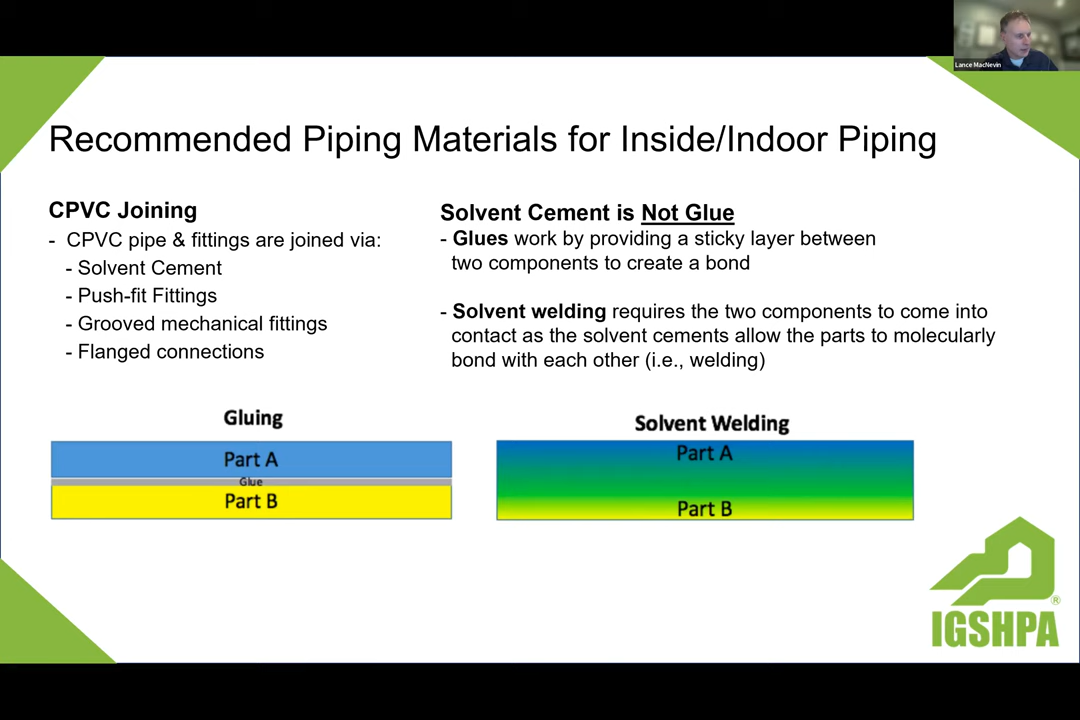 Lance MacNevin
Recommended Piping Materials for Inside/Indoor Piping
CPVC Joining
- CPVC pipe & fittings are joined via:
- Solvent Cement
- Push-fit Fittings
- Grooved mechanical fittings
- Flanged connections
Solvent Cement is Not Glue
- Glues work by providing a sticky layer between
two components to create a bond
- Solvent welding requires the two components to come into
contact as the solvent cements allow the parts to molecularly
bond with each other (i.e., welding)
Gluing
Part A
Glue
Part B
Solvent Welding
Part A
Part B
IGSHPA®